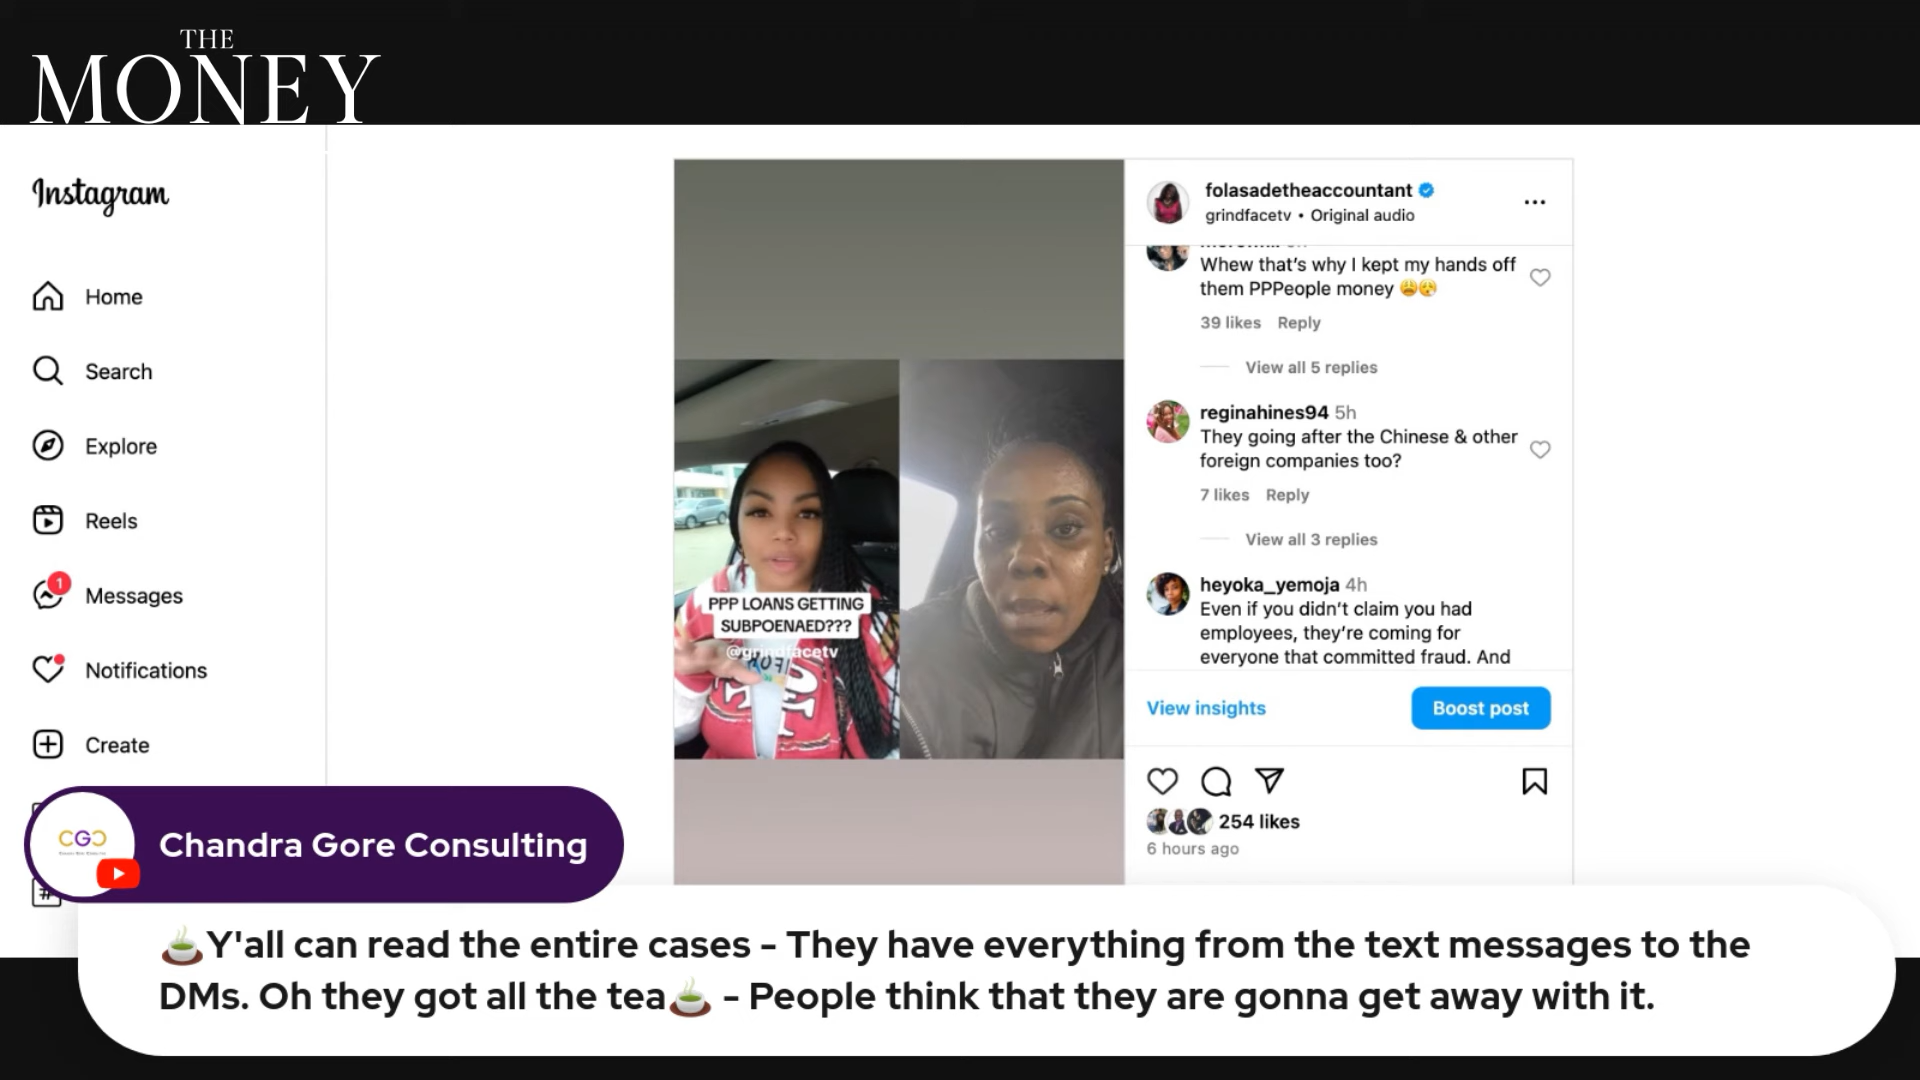 THE
MONEY
Instagram
Home
Search
Explore
Reels
1
Messages
Notifications
Create
PPP LOANS GETTING
SUBPOENAED???
@grindfacetv
folasadetheaccountant
grindfacetv • Original audio
Whew that's why I kept my hands off
them PPPeople money 😩😥
39 likes Reply
View all 5 replies
reginahines94 5h
They going after the Chinese & other
foreign companies too?
7 likes Reply
View all 3 replies
heyoka_yemoja 4h
Even if you didn't claim you had
employees, they're coming for
everyone that committed fraud. And
View insights
Boost post
254 likes
6 hours ago
CGC
Chandra Gore Consulting
🍵Y'all can read the entire cases - They have everything from the text messages to the
DMs. Oh they got all the tea🍵 - People think that they are gonna get away with it.